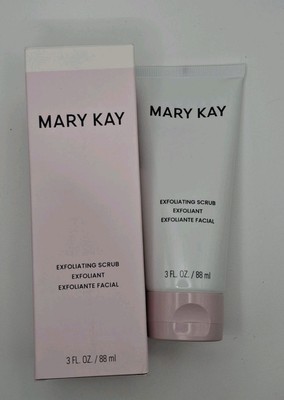 MARY KAY
EXFOLIATING SCRUB
EXFOLIANT
EXFOLIANTE FACIAL
3 FL. OZ. / 88 ml
MARY KAY
EXFOLIATING SCRUB
EXFOLIANT
EXFOLIANTE FACIAL
3 FL. OZ. / 88 ml